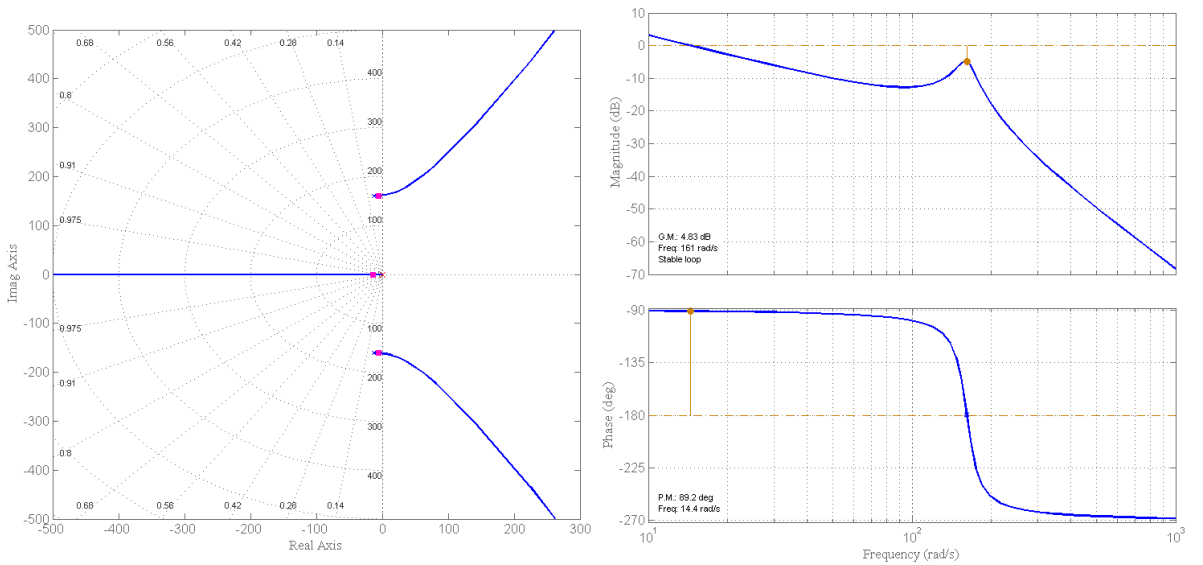 500
0.68 0.56 0.42 0.28 0.14
400
400
0.8
300
300
0.91
200
200
0.975
100
100
0
-100
100
0.975
-200
200
0.91
-300
300
0.8
-400
400
0.68 0.56 0.42 0.28 0.14
-500
-500 -400 -300 -200 -100 0 100 200 300
Real Axis
Imag Axis
10
0
-10
-20
-30
-40
-50
-60
-70
Magnitude (dB)
G.M.: 4.83 dB
Freq: 161 rad/s
Stable loop
-90
-135
-180
-225
-270
Phase (deg)
P.M.: 89.2 deg
Freq: 14.4 rad/s
10^1 10^2 10^3
Frequency (rad/s)